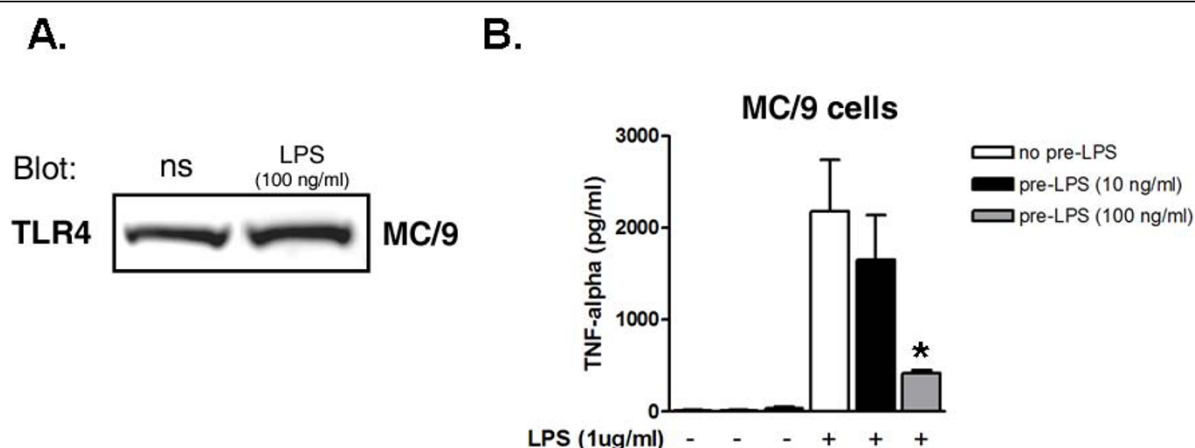 A.
Blot:
ns
LPS
(100 ng/ml)
TLR4
MC/9
B.
MC/9 cells
TNF-alpha (pg/ml)
3000
2000
1000
0
*
LPS (1ug/ml) - - - + + +
no pre-LPS
pre-LPS (10 ng/ml)
pre-LPS (100 ng/ml)